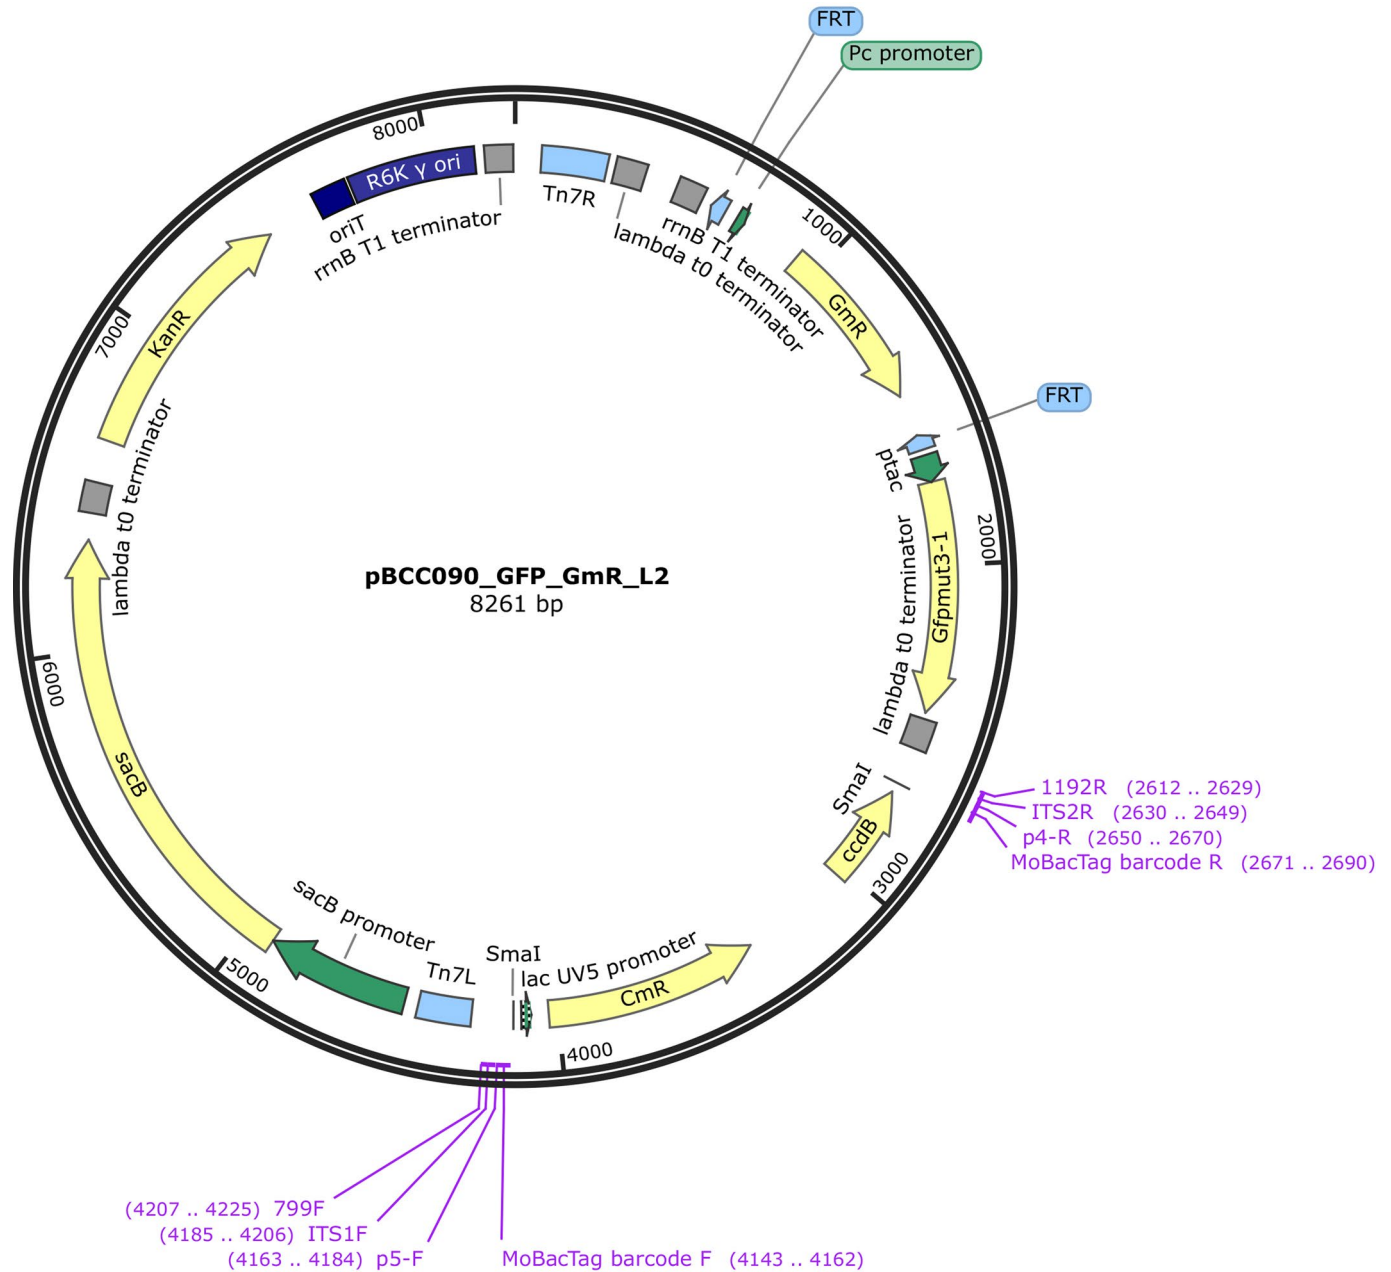 FRT
Pc promoter
8000
R6K γ ori
oriT
rrnB T1 terminator
Tn7R
lambda t0 terminator
rrnB T1 terminator
1000
GmR
KanR
7000
FRT
ptac
lambda t0 terminator
lambda t0 terminator
2000
Gfpmut3-1
pBCC090_GFP_GmR_L2
8261 bp
6000
sacB
SmaI
ccdB
1192R (2612 .. 2629)
ITS2R (2630 .. 2649)
p4-R (2650 .. 2670)
MoBacTag barcode R (2671 .. 2690)
3000
sacB promoter
5000
Tn7L
SmaI
lac UV5 promoter
CmR
4000
(4207 .. 4225) 799F
(4185 .. 4206) ITS1F
(4163 .. 4184) p5-F
MoBacTag barcode F (4143 .. 4162)